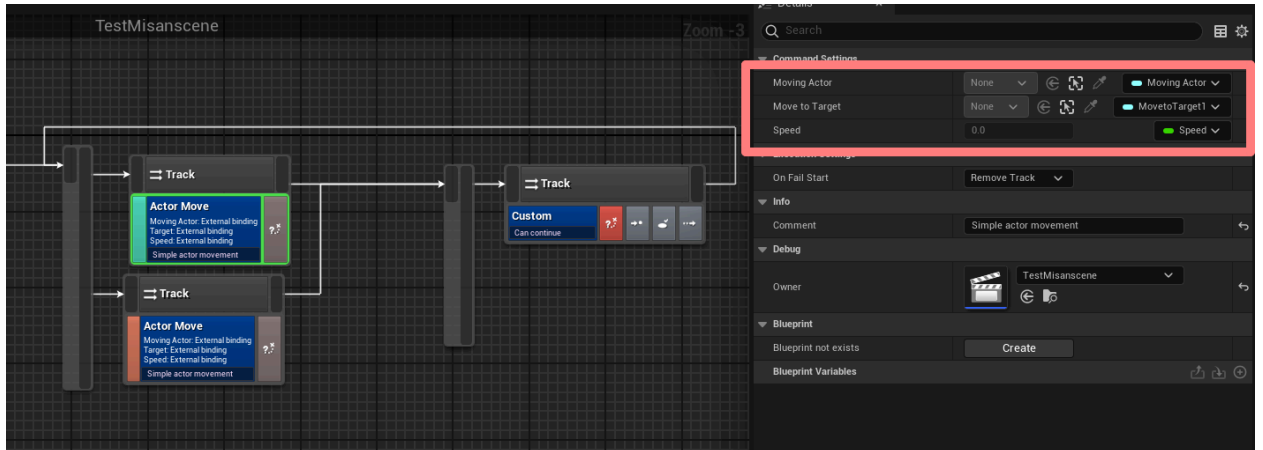 TestMisanscene
Zoom -3
Track
Actor Move
Moving Actor: External binding
Target: External binding
Speed: External binding
Simple actor movement
Track
Actor Move
Moving Actor: External binding
Target: External binding
Speed: External binding
Simple actor movement
Track
Custom
Can continue
Details
Search
Command Settings
Moving Actor None Moving Actor
Move to Target None MovetoTarget1
Speed 0.0 Speed
Execution Settings
On Fail Start Remove Track
Info
Comment Simple actor movement
Debug
Owner TestMisanscene
Blueprint
Blueprint not exists Create
Blueprint Variables